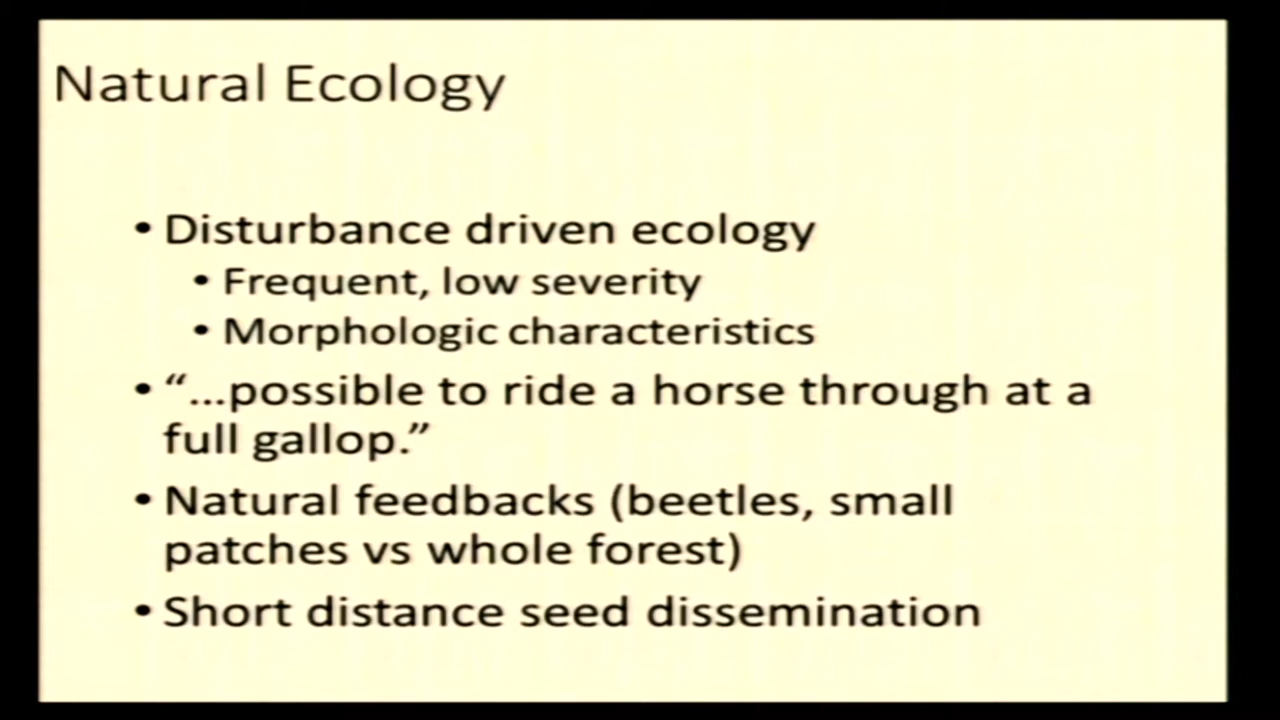 Natural Ecology
• Disturbance driven ecology
• Frequent, low severity
• Morphologic characteristics
• “...possible to ride a horse through at a
full gallop.”
• Natural feedbacks (beetles, small
patches vs whole forest)
• Short distance seed dissemination